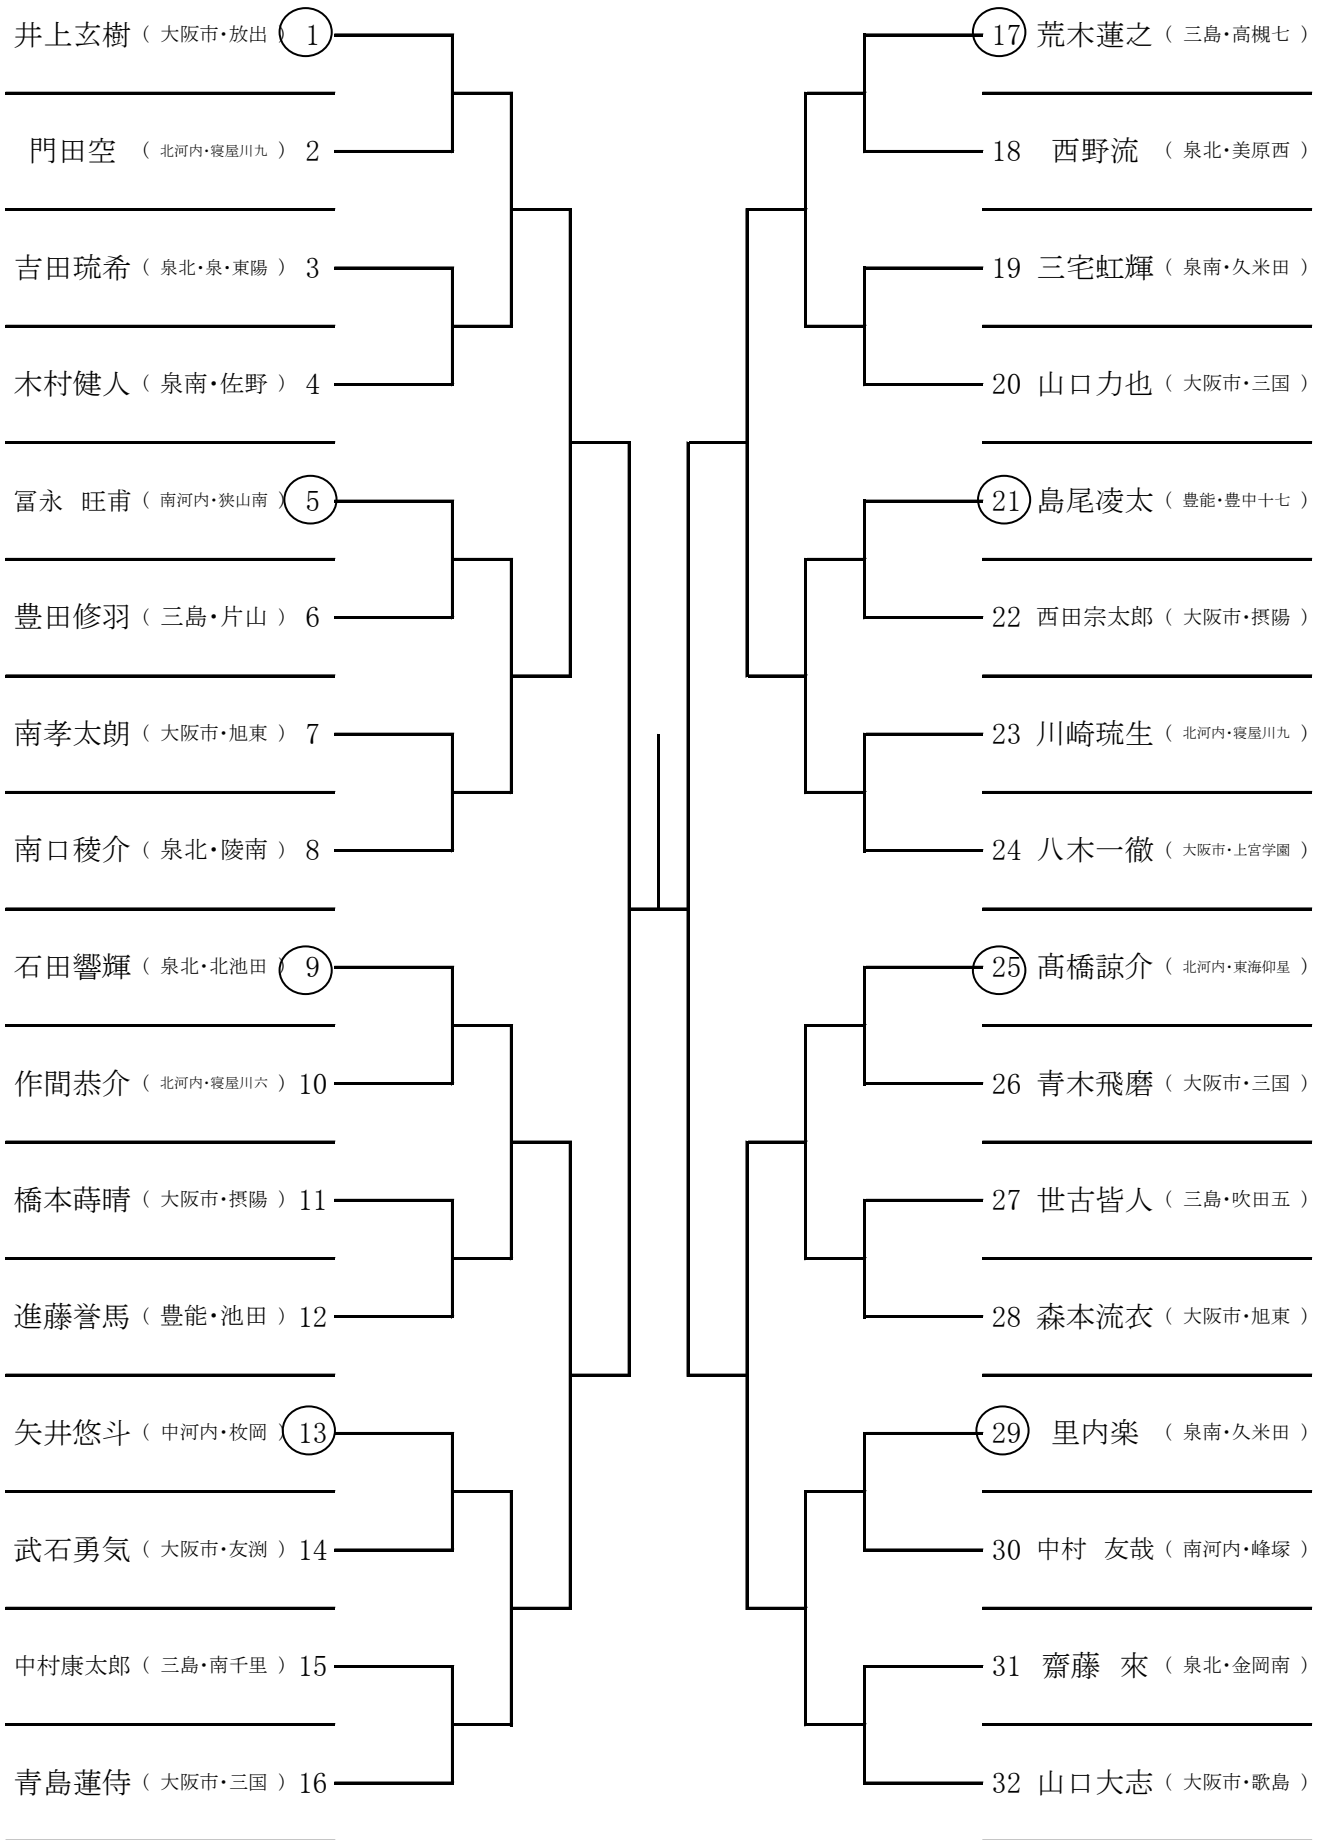 井上玄樹 ( 大阪市・放出 ) 1
門田空 ( 北河内・寝屋川九 ) 2
吉田琉希 ( 泉北・泉・東陽 ) 3
木村健人 ( 泉南・佐野 ) 4
冨永 旺甫 ( 南河内・狭山南 ) 5
豊田修羽 ( 三島・片山 ) 6
南孝太朗 ( 大阪市・旭東 ) 7
南口稜介 ( 泉北・陵南 ) 8
石田響輝 ( 泉北・北池田 ) 9
作間恭介 ( 北河内・寝屋川六 ) 10
橋本蒔晴 ( 大阪市・摂陽 ) 11
進藤誉馬 ( 豊能・池田 ) 12
矢井悠斗 ( 中河内・枚岡 ) 13
武石勇気 ( 大阪市・友渕 ) 14
中村康太郎 ( 三島・南千里 ) 15
青島蓮侍 ( 大阪市・三国 ) 16
17 荒木蓮之 ( 三島・高槻七 )
18 西野流 ( 泉北・美原西 )
19 三宅虹輝 ( 泉南・久米田 )
20 山口力也 ( 大阪市・三国 )
21 島尾凌太 ( 豊能・豊中十七 )
22 西田宗太郎 ( 大阪市・摂陽 )
23 川崎琉生 ( 北河内・寝屋川九 )
24 八木一徹 ( 大阪市・上宮学園 )
25 髙橋諒介 ( 北河内・東海仰星 )
26 青木飛磨 ( 大阪市・三国 )
27 世古皆人 ( 三島・吹田五 )
28 森本流衣 ( 大阪市・旭東 )
29 里内楽 ( 泉南・久米田 )
30 中村 友哉 ( 南河内・峰塚 )
31 齋藤 來 ( 泉北・金岡南 )
32 山口大志 ( 大阪市・歌島 )